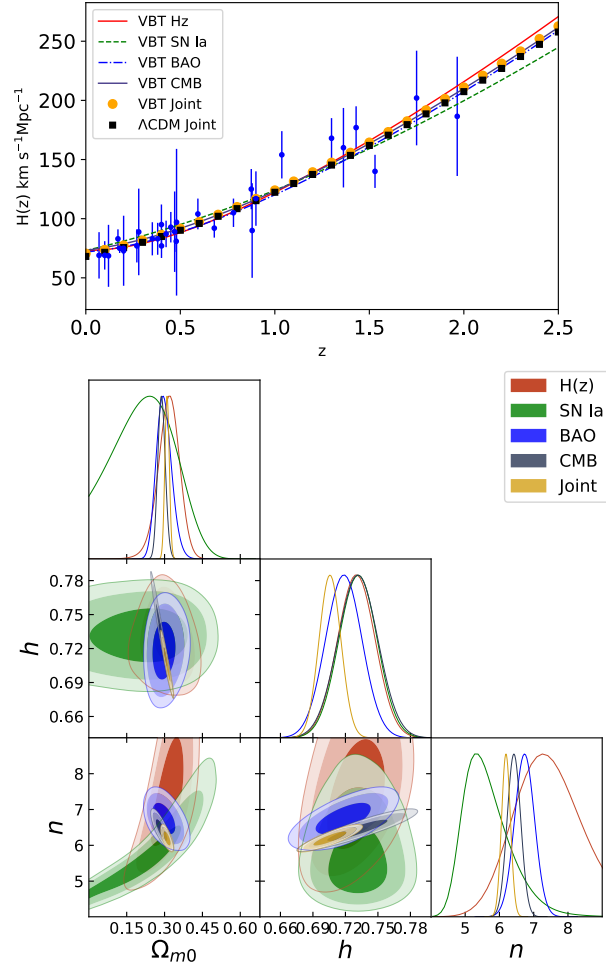 VBT Hz
VBT SN Ia
VBT BAO
VBT CMB
VBT Joint
ΛCDM Joint
H(z) km s⁻¹Mpc⁻¹
250
200
150
100
50
0.0 0.5 1.0 1.5 2.0 2.5
z
H(z)
SN Ia
BAO
CMB
Joint
0.78
0.75
0.72
0.69
0.66
h
8
7
6
5
n
0.15 0.30 0.45 0.60
Ωm0
0.66 0.69 0.72 0.75 0.78
h
4 5 6 7 8
n